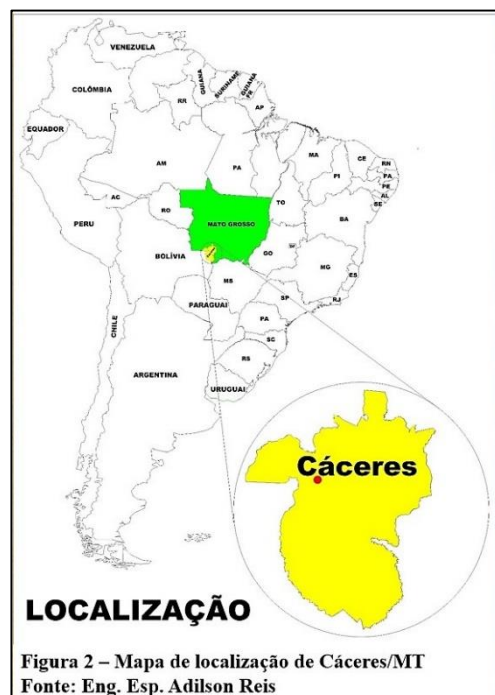 VENEZUELA
GUIANA
SURINAME
GUIANA FR
COLÔMBIA
RR
AP
EQUADOR
AM
PA
MA
CE
RN
PA
PI
PE
AL
SE
AC
RO
TO
BA
PERU
MATO GROSSO
DF
GO
BOLÍVIA
MG
ES
MS
SP
RJ
PARAGUAI
PA
SC
CHILE
RS
ARGENTINA
URUGUAI
Cáceres
LOCALIZAÇÃO
Figura 2 – Mapa de localização de Cáceres/MT
Fonte: Eng. Esp. Adilson Reis